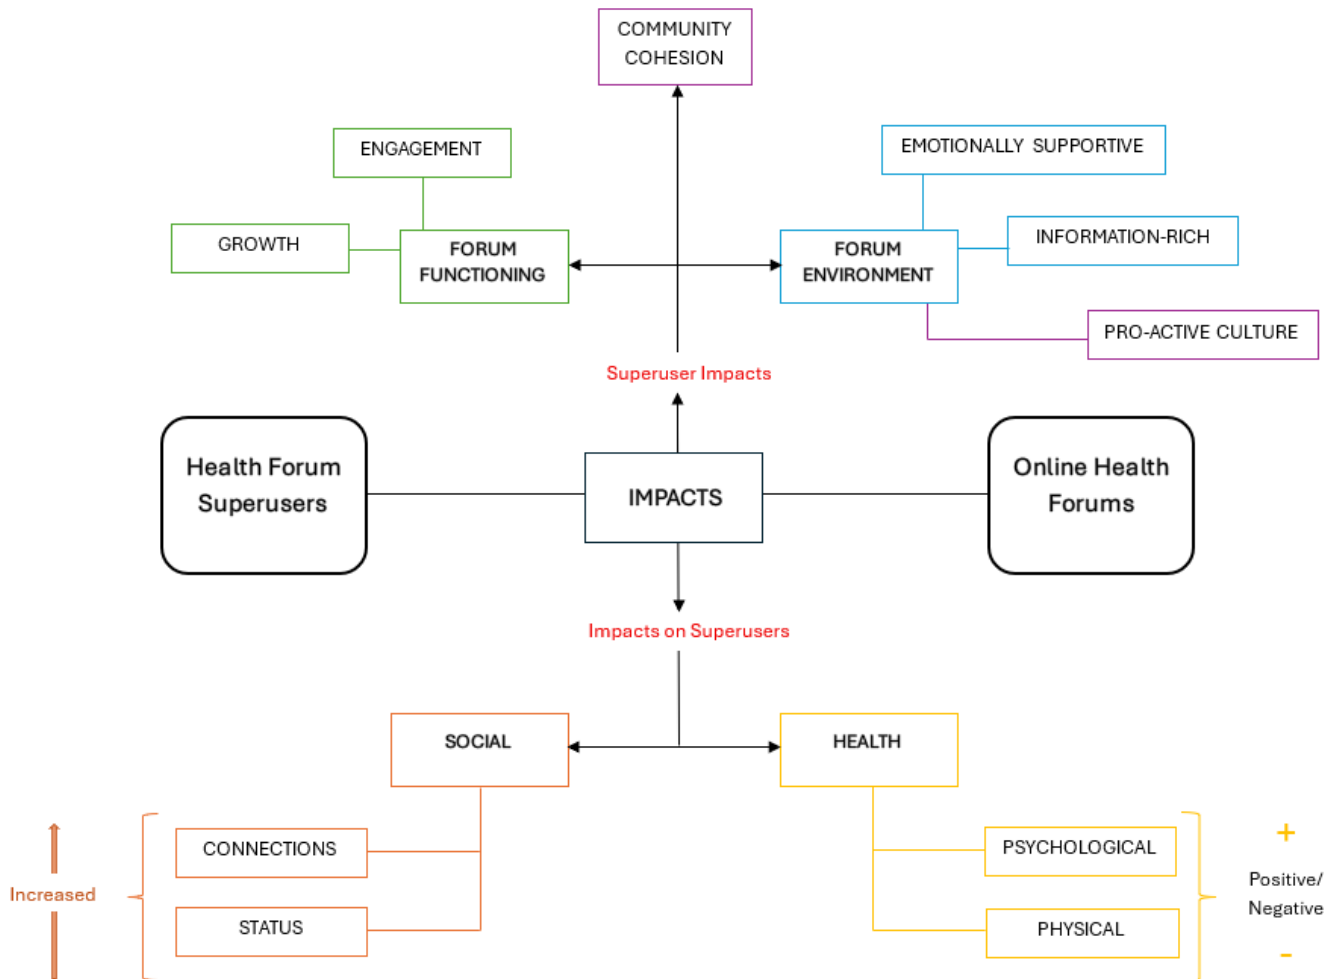 COMMUNITY
COHESION
ENGAGEMENT
EMOTIONALLY SUPPORTIVE
GROWTH
FORUM
FUNCTIONING
FORUM
ENVIRONMENT
INFORMATION-RICH
PRO-ACTIVE CULTURE
Superuser Impacts
Health Forum
Superusers
IMPACTS
Online Health
Forums
Impacts on Superusers
SOCIAL
HEALTH
CONNECTIONS
STATUS
Increased
PSYCHOLOGICAL
PHYSICAL
+
Positive/
Negative
-